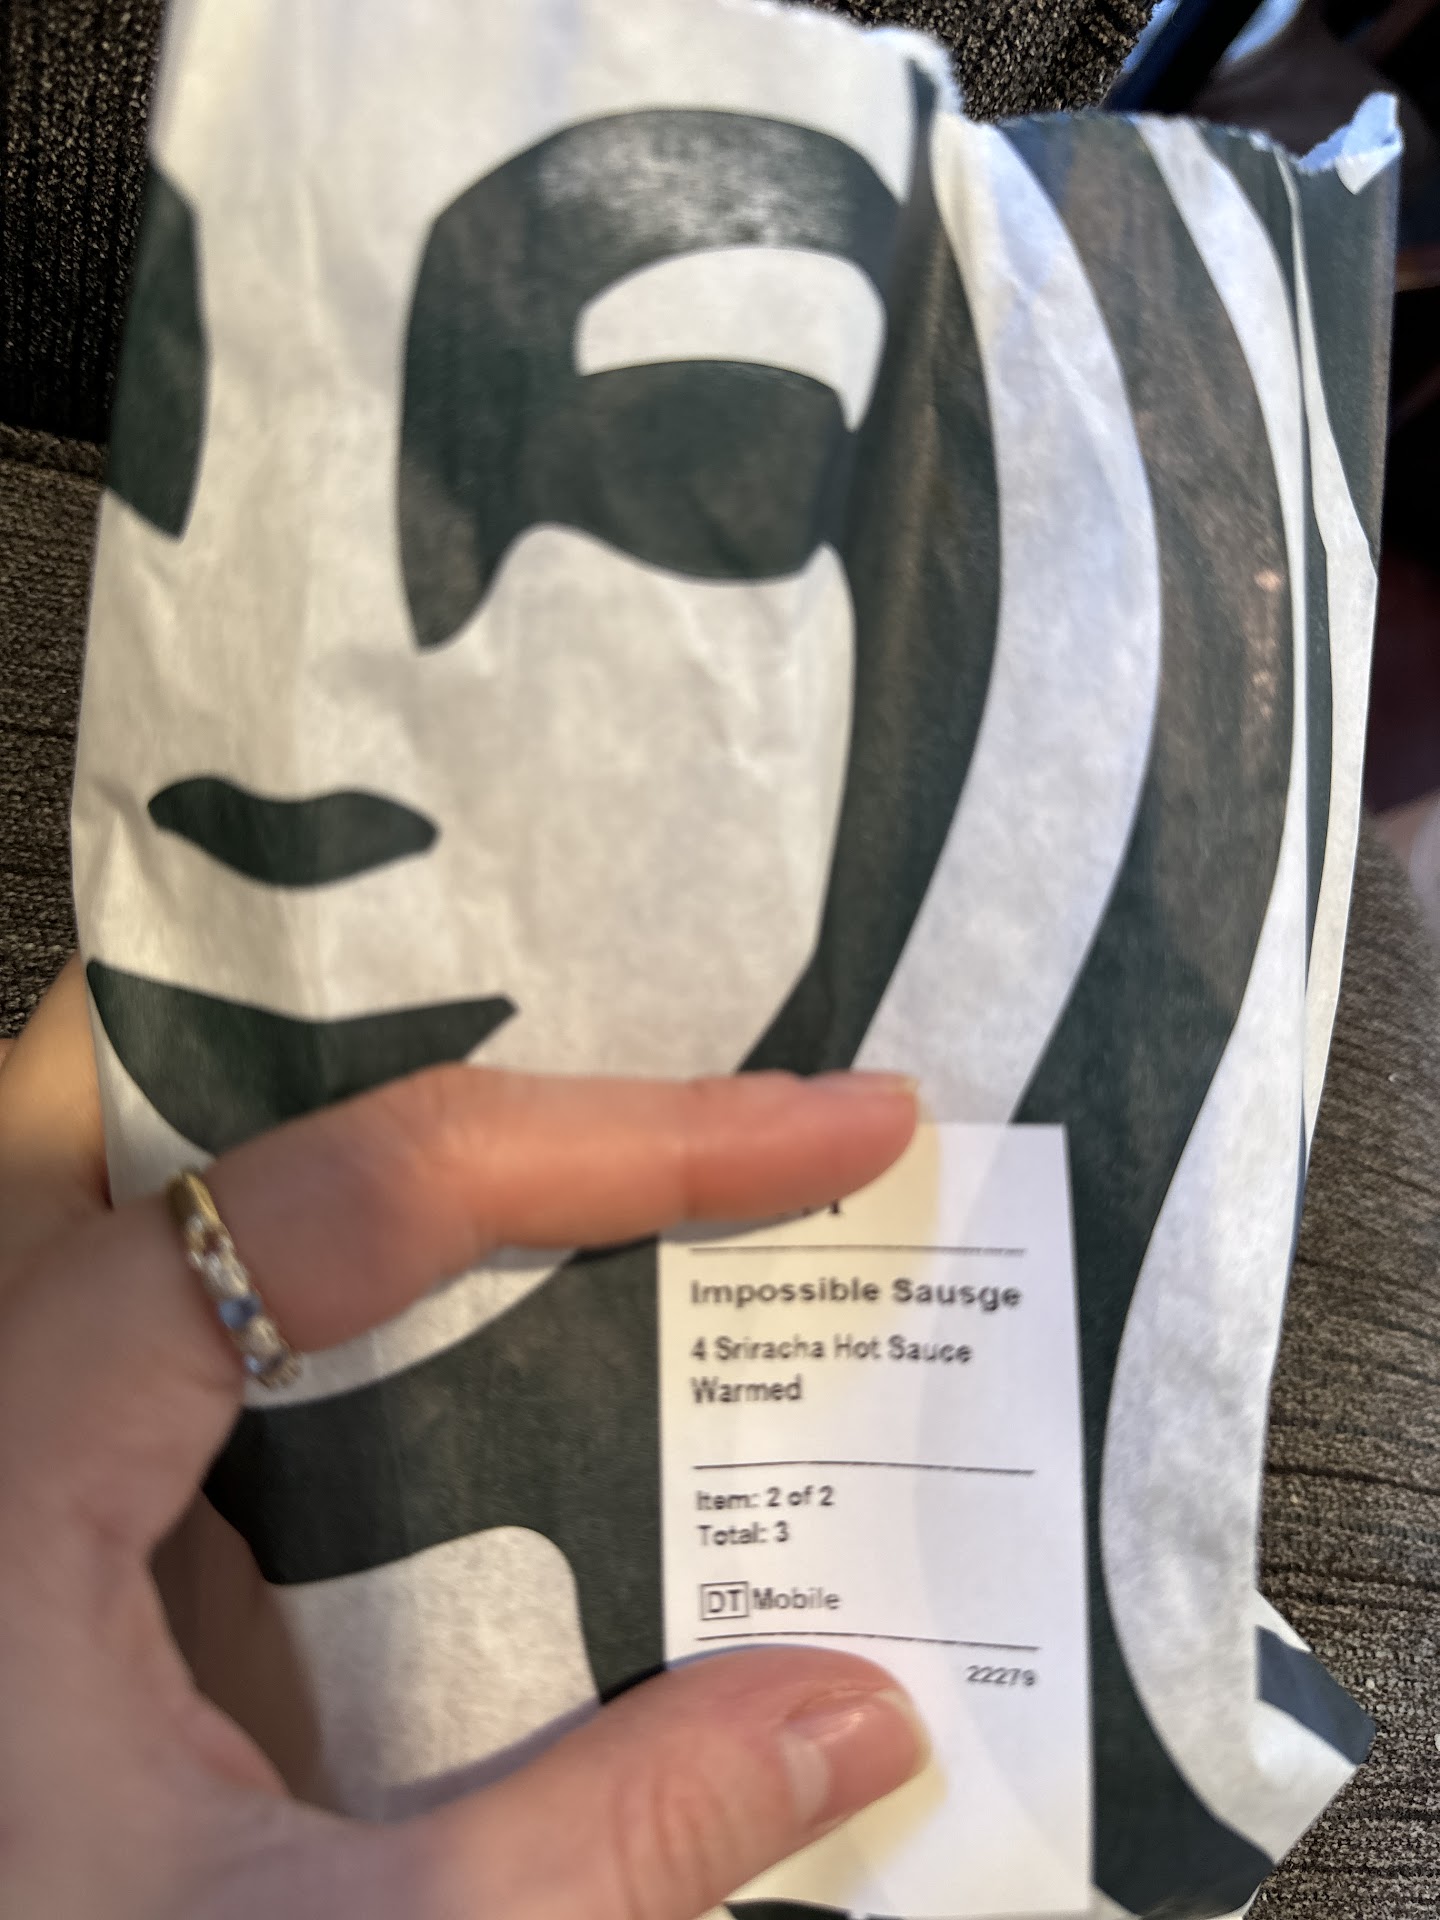 Impossible Sausge
4 Sriracha Hot Sauce
Warmed
Item: 2 of 2
Total: 3
DT Mobile
22279